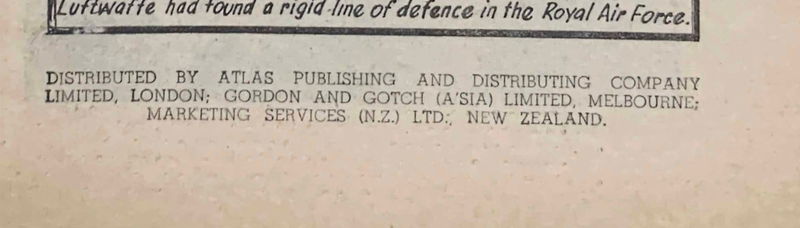 Luftwaffe had found a rigid line of defence in the Royal Air Force.
DISTRIBUTED BY ATLAS PUBLISHING AND DISTRIBUTING COMPANY
LIMITED, LONDON; GORDON AND GOTCH (A'SIA) LIMITED, MELBOURNE;
MARKETING SERVICES (N.Z.) LTD., NEW ZEALAND.